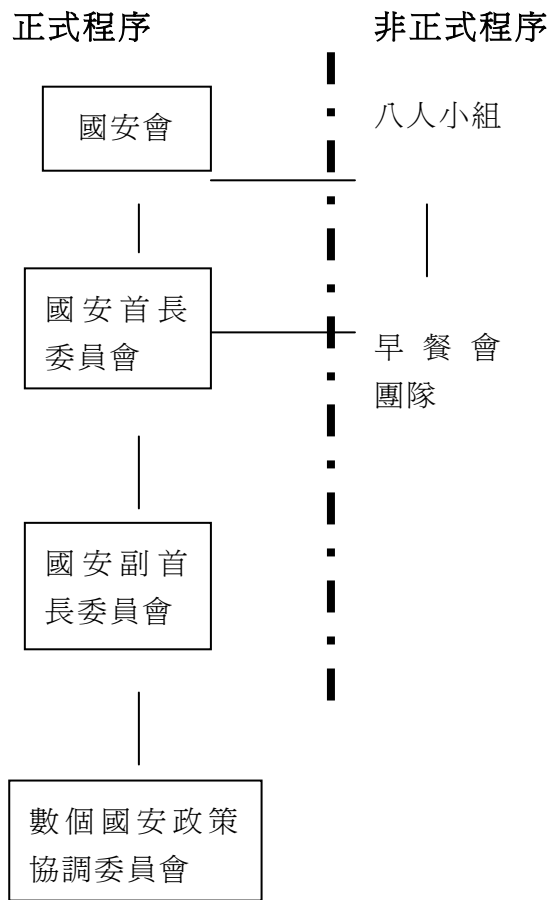 正式程序
非正式程序
國安會
八人小組
國安首長
委員會
早餐會
團隊
國安副首
長委員會
數個國安政策
協調委員會